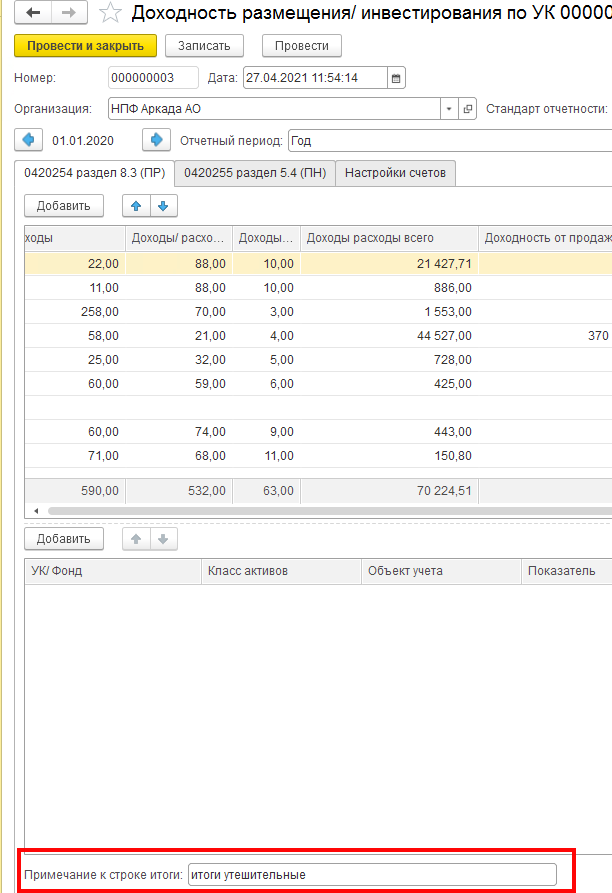 Доходность размещения/ инвестирования по УК 00000
Провести и закрыть Записать Провести
Номер: 000000003 Дата: 27.04.2021 11:54:14
Организация: НПФ Аркада АО Стандарт отчетности:
01.01.2020 Отчетный период: Год
0420254 раздел 8.3 (ПР) 0420255 раздел 5.4 (ПН) Настройки счетов
Добавить
ходы Доходы/ расхо... Доходы... Доходы расходы всего Доходность от продаж
22,00 88,00 10,00 21 427,71
11,00 88,00 10,00 886,00
258,00 70,00 3,00 1 553,00
58,00 21,00 4,00 44 527,00 370
25,00 32,00 5,00 728,00
60,00 59,00 6,00 425,00
60,00 74,00 9,00 443,00
71,00 68,00 11,00 150,80
590,00 532,00 63,00 70 224,51
Добавить
УК/ Фонд Класс активов Объект учета Показатель
Примечание к строке итоги: итоги утешительные